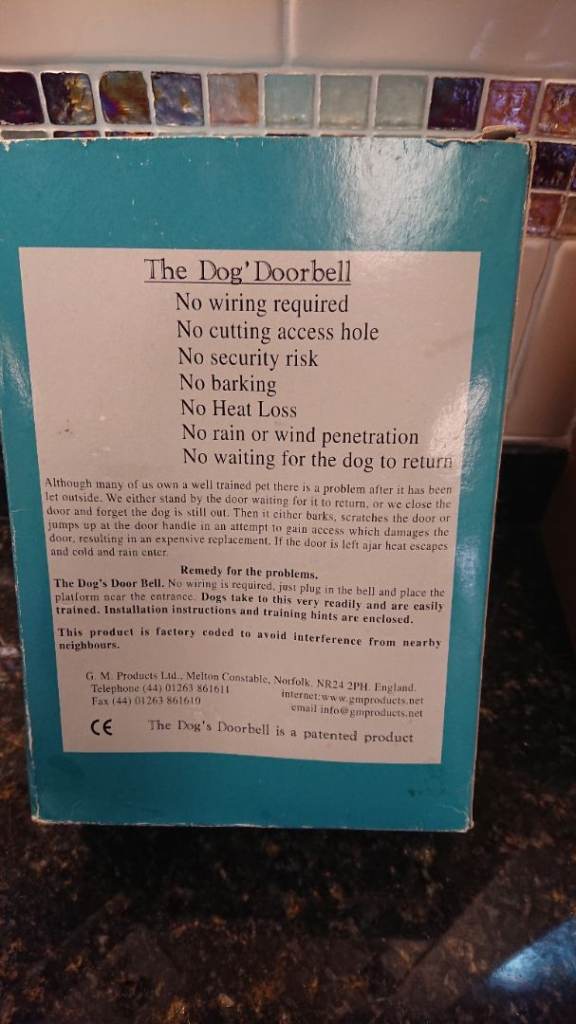 The Dog' Doorbell
No wiring required
No cutting access hole
No security risk
No barking
No Heat Loss
No rain or wind penetration
No waiting for the dog to return
Although many of us own a well trained pet there is a problem after it has been
let outside. We either stand by the door waiting for it to return, or we close the
door and forget the dog is still out. Then it either barks, scratches the door or
jumps up at the door handle in an attempt to gain access which damages the
door, resulting in an expensive replacement. If the door is left ajar heat escapes
and cold and rain enter.
Remedy for the problems.
The Dog's Door Bell. No wiring is required, just plug in the bell and place the
platform near the entrance. Dogs take to this very readily and are easily
trained. Installation instructions and training hints are enclosed.
This product is factory coded to avoid interference from nearby
neighbours.
G. M. Products Ltd., Melton Constable, Norfolk. NR24 2PH. England.
Telephone (44) 01263 861611 internet:www.gmproducts.net
Fax (44) 01263 861610 email info@gmproducts.net
CE The Dog's Doorbell is a patented product